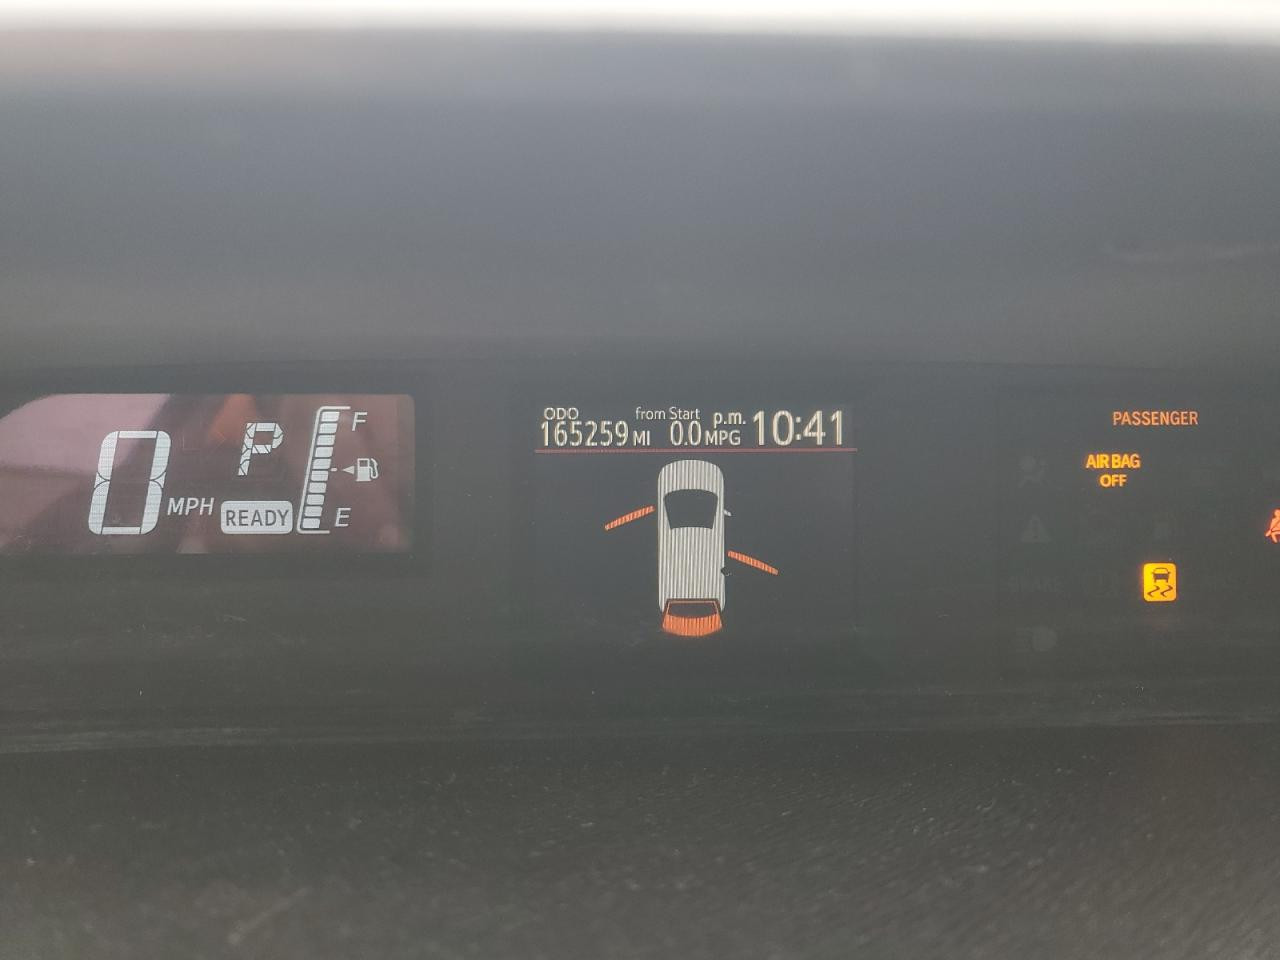 0 MPH
P
READY
F
E
ODO
165259 MI
from Start
0.0 MPG
p.m. 10:41
PASSENGER
AIR BAG
OFF